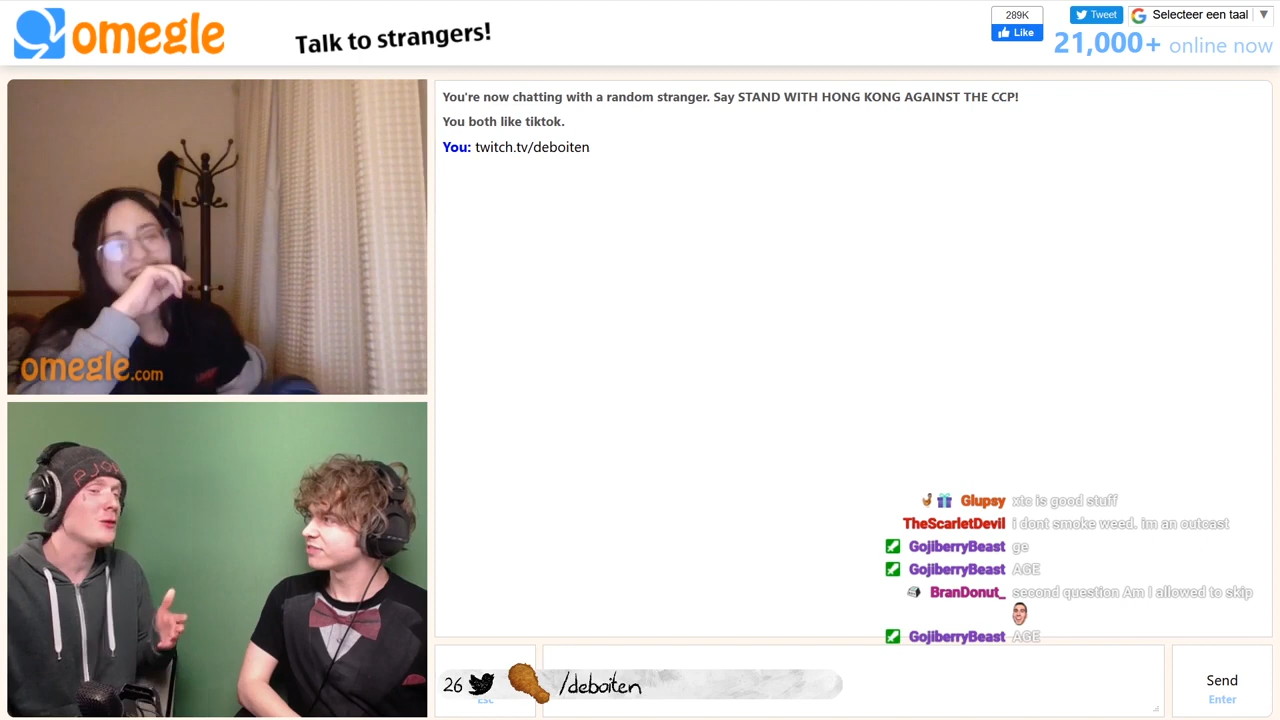 omegle
Talk to strangers!
289K
Like
Tweet
Selecteer een taal
21,000+ online now
You're now chatting with a random stranger. Say STAND WITH HONG KONG AGAINST THE CCP!
You both like tiktok.
You: twitch.tv/deboiten
omegle.com
Glupsy xtc is good stuff
TheScarletDevil i dont smoke weed. im an outcast
GojiberryBeast ge
GojiberryBeast AGE
BranDonut_ second question Am I allowed to skip
GojiberryBeast AGE
26 /deboiten
Esc
Send
Enter